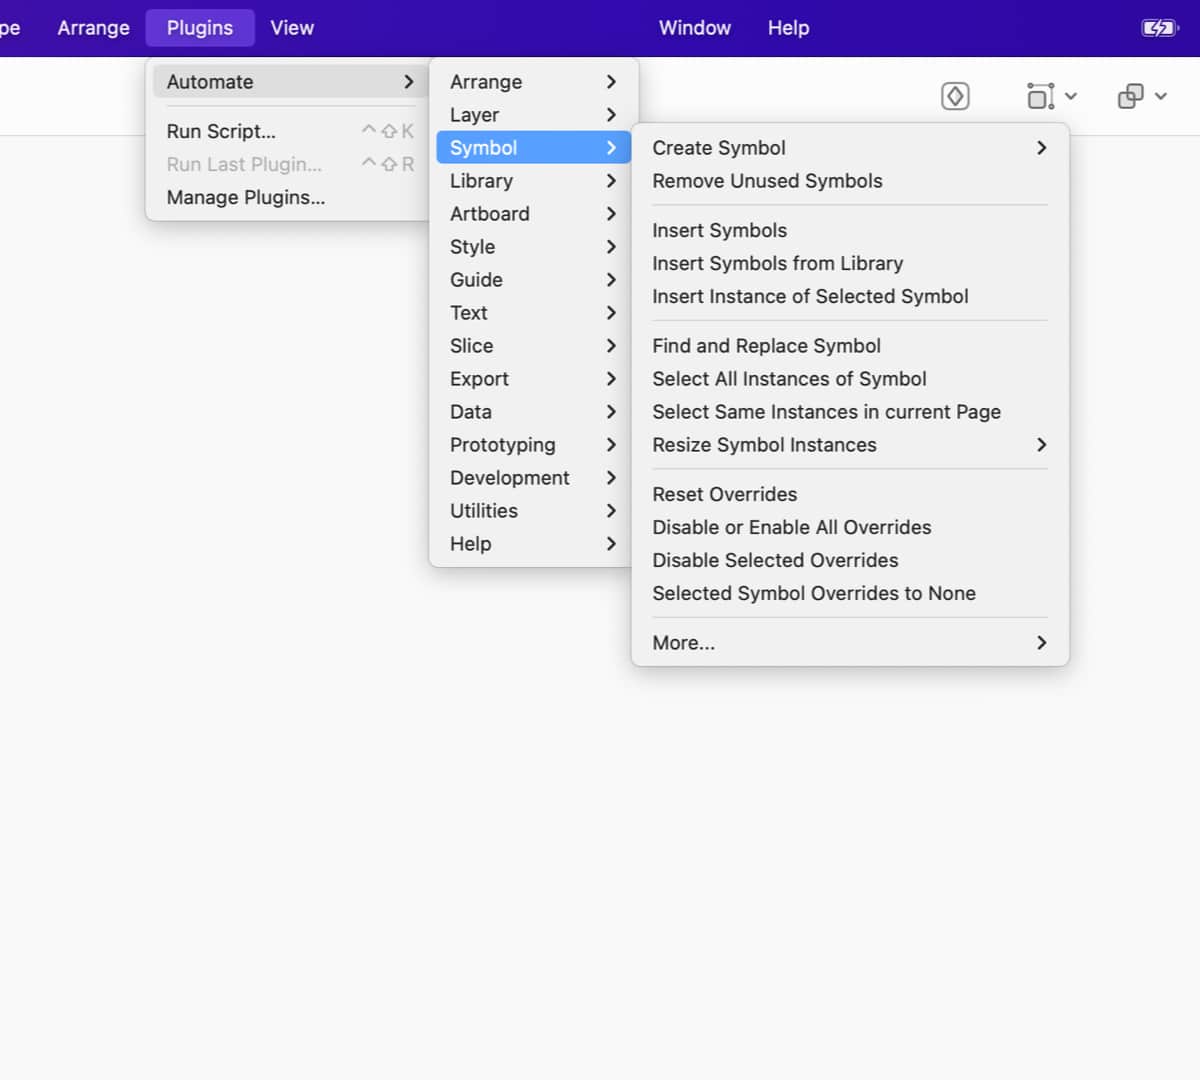 pe Arrange Plugins View Window Help
Automate
Run Script... ^⇧K
Run Last Plugin... ^⇧R
Manage Plugins...
Arrange
Layer
Symbol
Library
Artboard
Style
Guide
Text
Slice
Export
Data
Prototyping
Development
Utilities
Help
Create Symbol
Remove Unused Symbols
Insert Symbols
Insert Symbols from Library
Insert Instance of Selected Symbol
Find and Replace Symbol
Select All Instances of Symbol
Select Same Instances in current Page
Resize Symbol Instances
Reset Overrides
Disable or Enable All Overrides
Disable Selected Overrides
Selected Symbol Overrides to None
More...